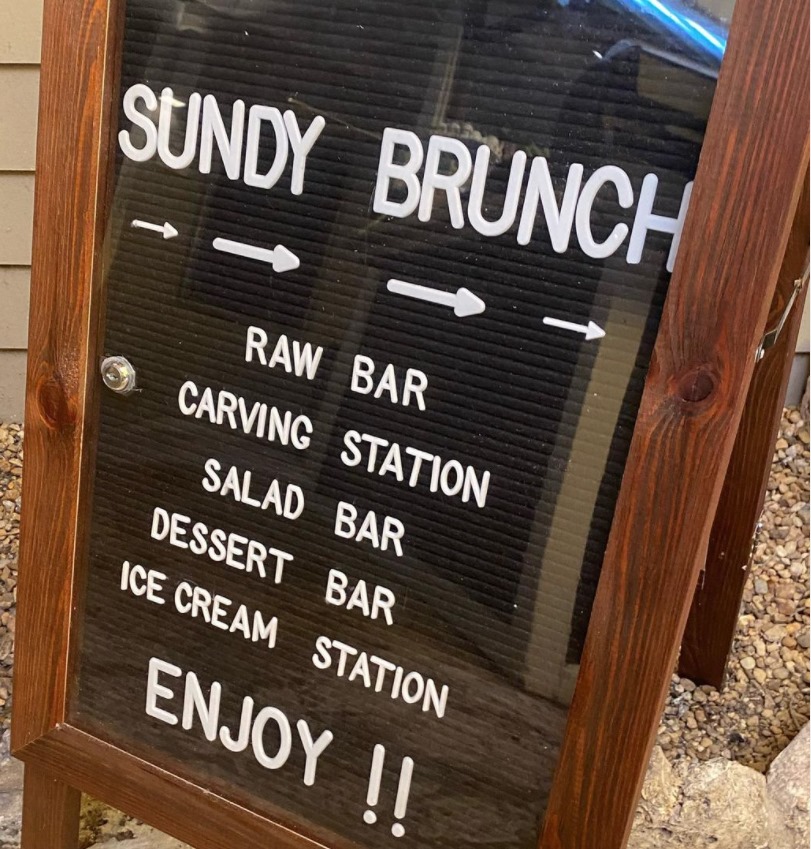 SUNDY BRUNCH
RAW BAR
CARVING STATION
SALAD BAR
DESSERT BAR
ICE CREAM STATION
ENJOY !!